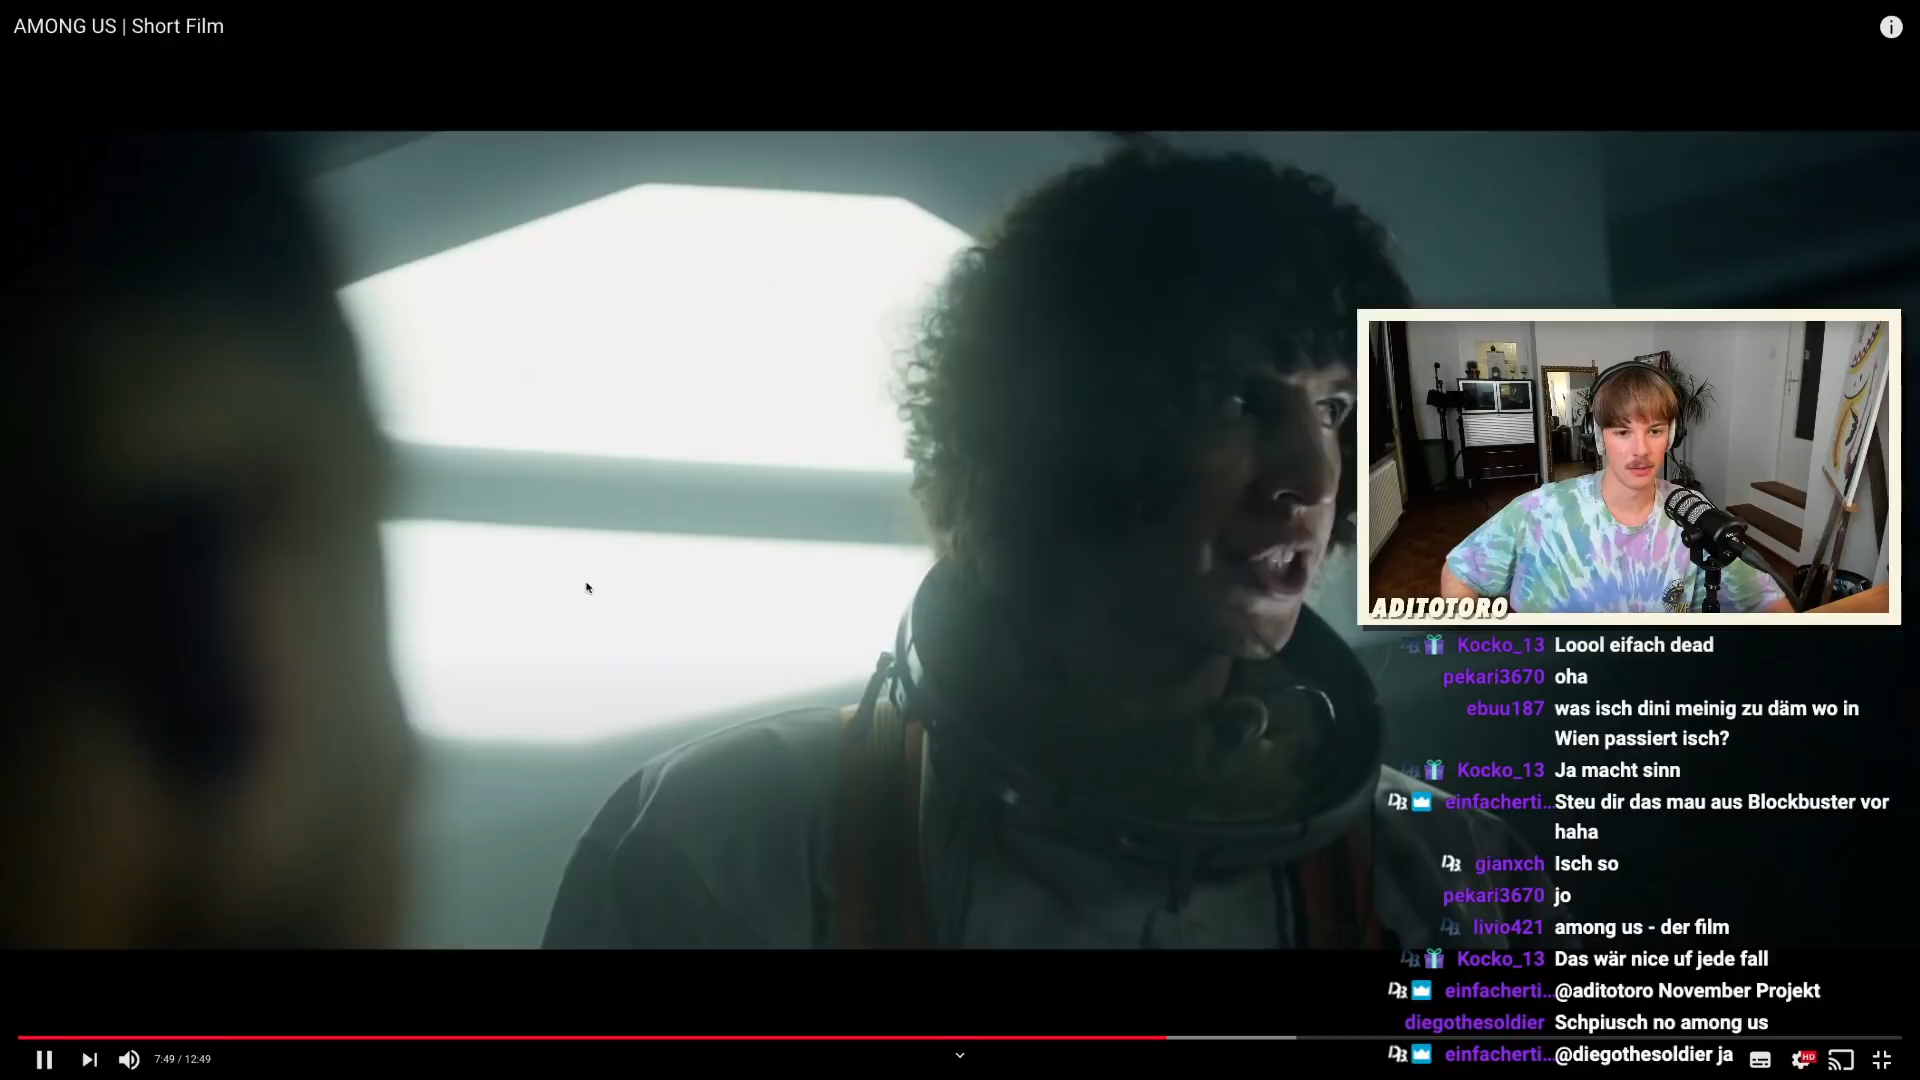 AMONG US | Short Film
ADITOTORO
Kocko_13 Loool eifach dead
pekari3670 oha
ebuu187 was isch dini meinig zu däm wo in
Wien passiert isch?
Kocko_13 Ja macht sinn
einfacherti... Steu dir das mau aus Blockbuster vor
haha
gianxch Isch so
pekari3670 jo
livio421 among us - der film
Kocko_13 Das wär nice uf jede fall
einfacherti... @aditotoro November Projekt
diegothesoldier Schpiusch no among us
einfacherti... @diegothesoldier ja
7:49 / 12:49
HD